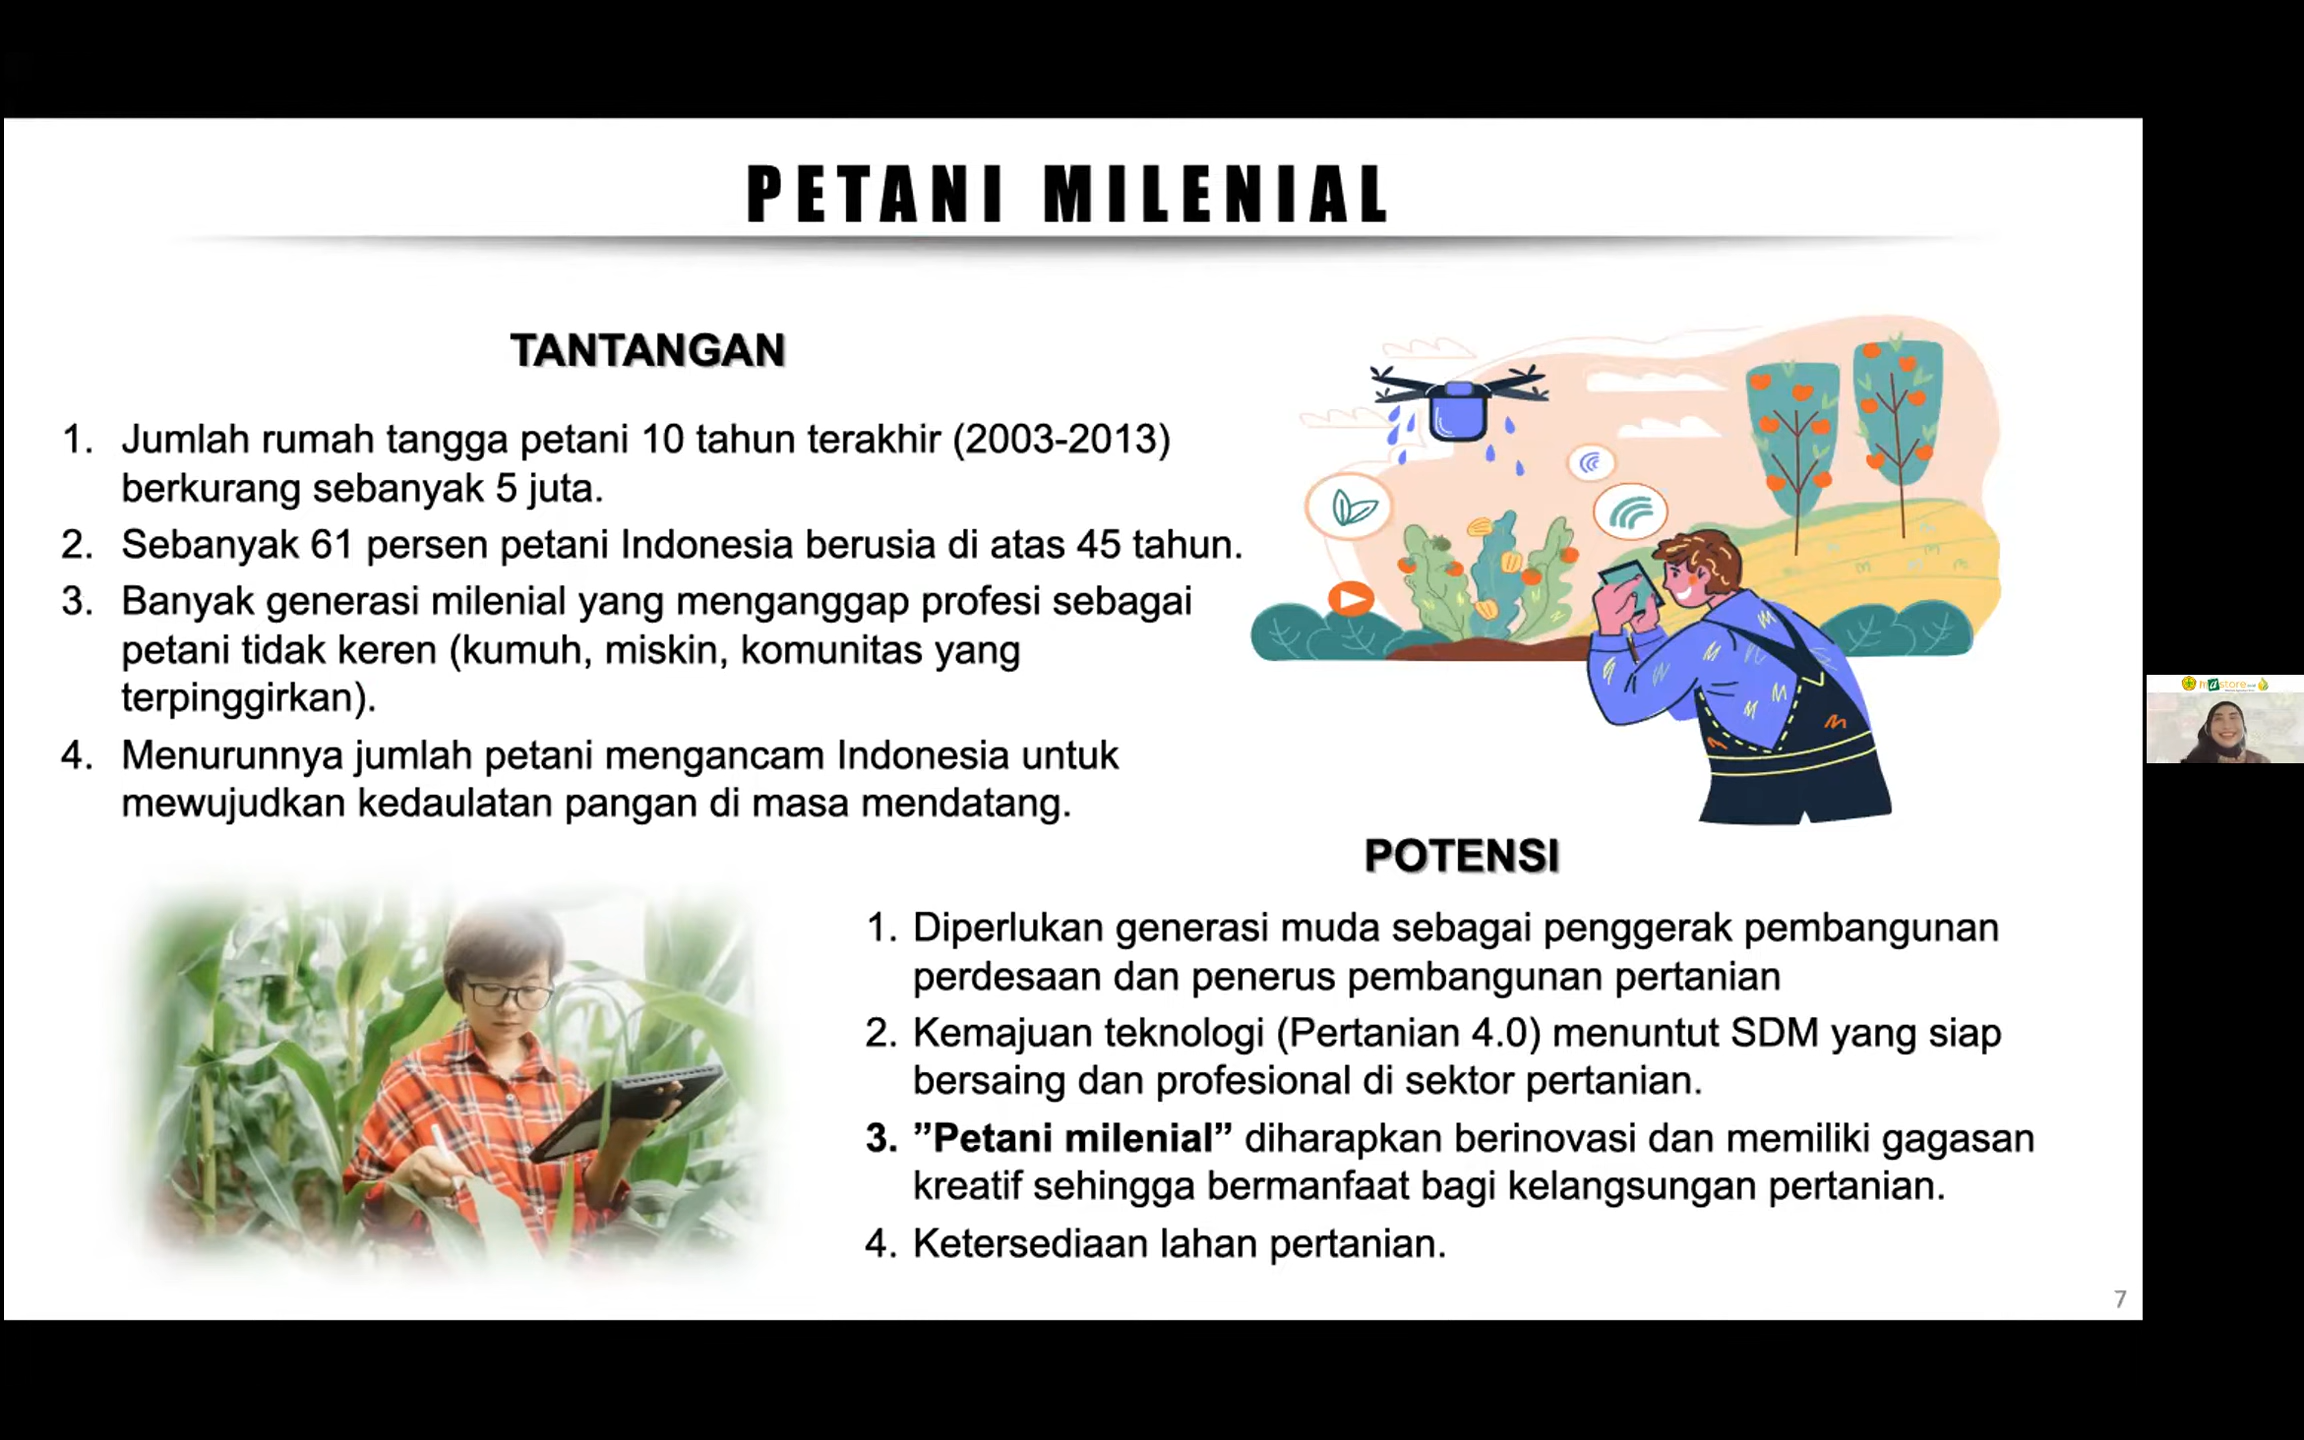 PETANI MILENIAL
TANTANGAN
1. Jumlah rumah tangga petani 10 tahun terakhir (2003-2013)
berkurang sebanyak 5 juta.
2. Sebanyak 61 persen petani Indonesia berusia di atas 45 tahun.
3. Banyak generasi milenial yang menganggap profesi sebagai
petani tidak keren (kumuh, miskin, komunitas yang
terpinggirkan).
4. Menurunnya jumlah petani mengancam Indonesia untuk
mewujudkan kedaulatan pangan di masa mendatang.
POTENSI
1. Diperlukan generasi muda sebagai penggerak pembangunan
perdesaan dan penerus pembangunan pertanian
2. Kemajuan teknologi (Pertanian 4.0) menuntut SDM yang siap
bersaing dan profesional di sektor pertanian.
3. ”Petani milenial” diharapkan berinovasi dan memiliki gagasan
kreatif sehingga bermanfaat bagi kelangsungan pertanian.
4. Ketersediaan lahan pertanian.
7